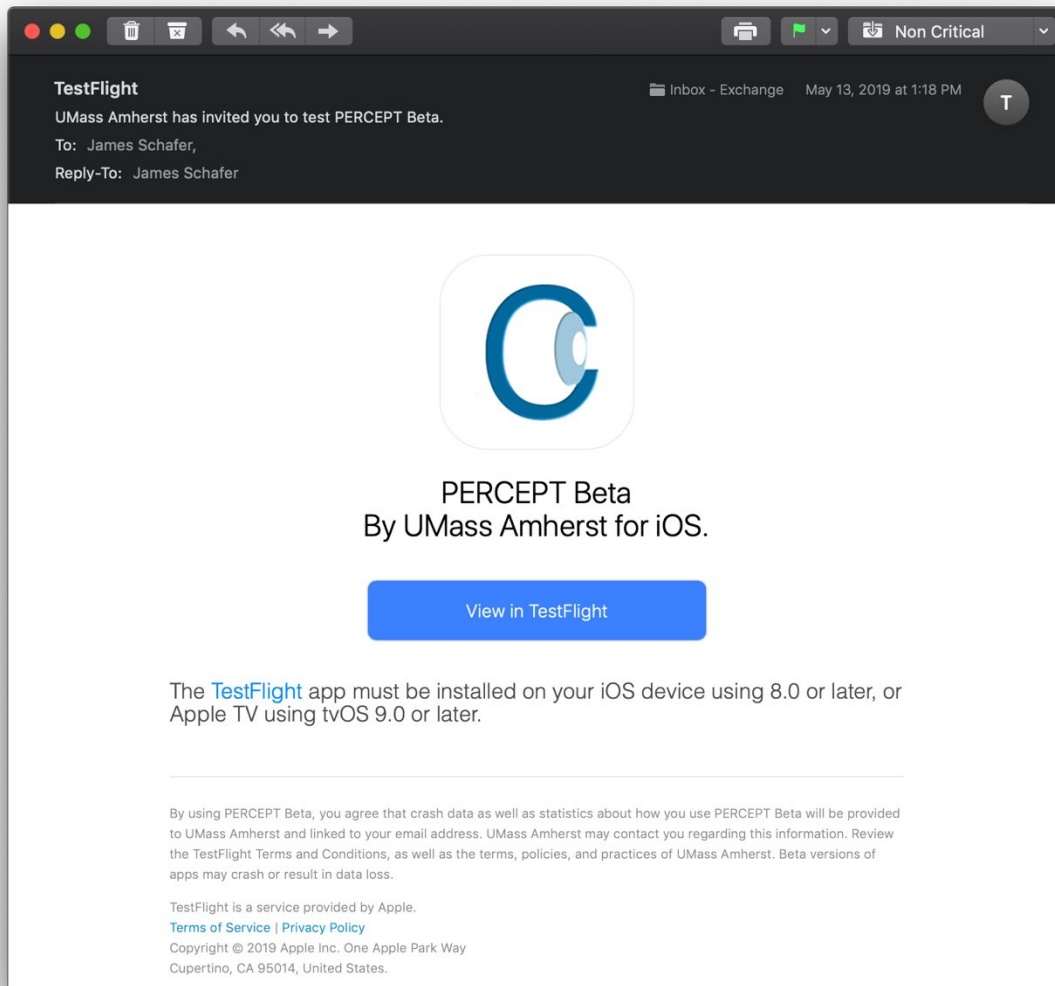 Non Critical
TestFlight
Inbox - Exchange May 13, 2019 at 1:18 PM
T
UMass Amherst has invited you to test PERCEPT Beta.
To: James Schafer,
Reply-To: James Schafer
PERCEPT Beta
By UMass Amherst for iOS.
View in TestFlight
The TestFlight app must be installed on your iOS device using 8.0 or later, or
Apple TV using tvOS 9.0 or later.
By using PERCEPT Beta, you agree that crash data as well as statistics about how you use PERCEPT Beta will be provided
to UMass Amherst and linked to your email address. UMass Amherst may contact you regarding this information. Review
the TestFlight Terms and Conditions, as well as the terms, policies, and practices of UMass Amherst. Beta versions of
apps may crash or result in data loss.
TestFlight is a service provided by Apple.
Terms of Service | Privacy Policy
Copyright © 2019 Apple Inc. One Apple Park Way
Cupertino, CA 95014, United States.